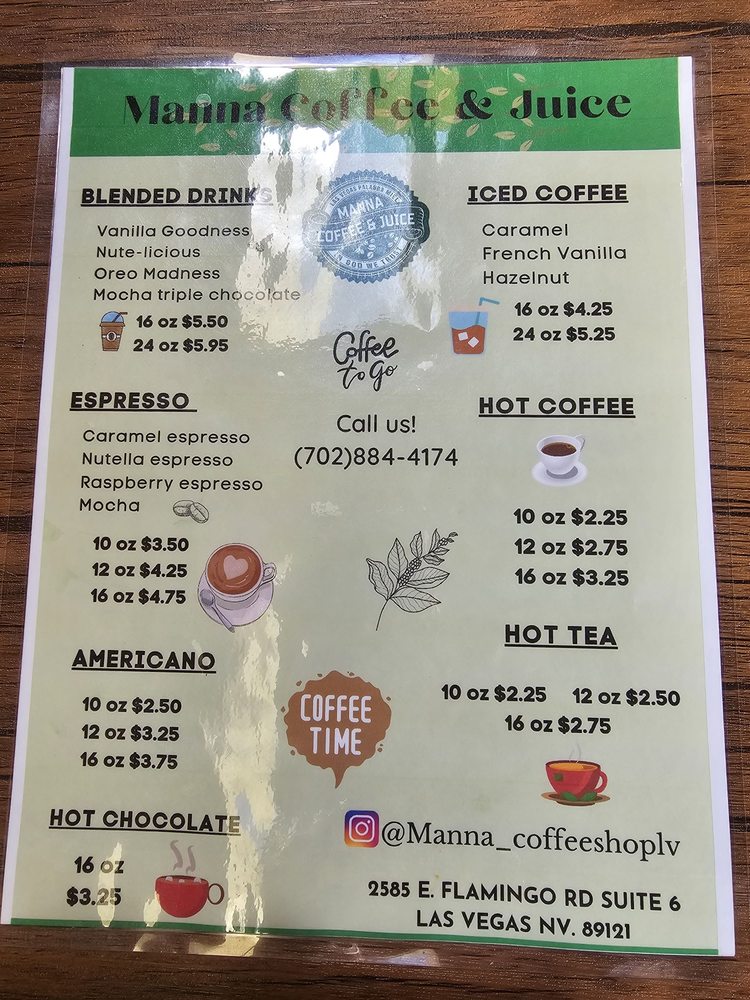 Manna Coffee & Juice
BLENDED DRINKS
Vanilla Goodness
Nute-licious
Oreo Madness
Mocha triple chocolate
16 oz $5.50
24 oz $5.95
MANNA
COFFEE & JUICE
IN GOD WE TRUST
ICED COFFEE
Caramel
French Vanilla
Hazelnut
16 oz $4.25
24 oz $5.25
Coffee
to Go
Call us!
(702)884-4174
ESPRESSO
Caramel espresso
Nutella espresso
Raspberry espresso
Mocha
10 oz $3.50
12 oz $4.25
16 oz $4.75
HOT COFFEE
10 oz $2.25
12 oz $2.75
16 oz $3.25
AMERICANO
10 oz $2.50
12 oz $3.25
16 oz $3.75
COFFEE
TIME
HOT TEA
10 oz $2.25 12 oz $2.50
16 oz $2.75
HOT CHOCOLATE
16 oz
$3.25
@Manna_coffeeshoplv
2585 E. FLAMINGO RD SUITE 6
LAS VEGAS NV. 89121